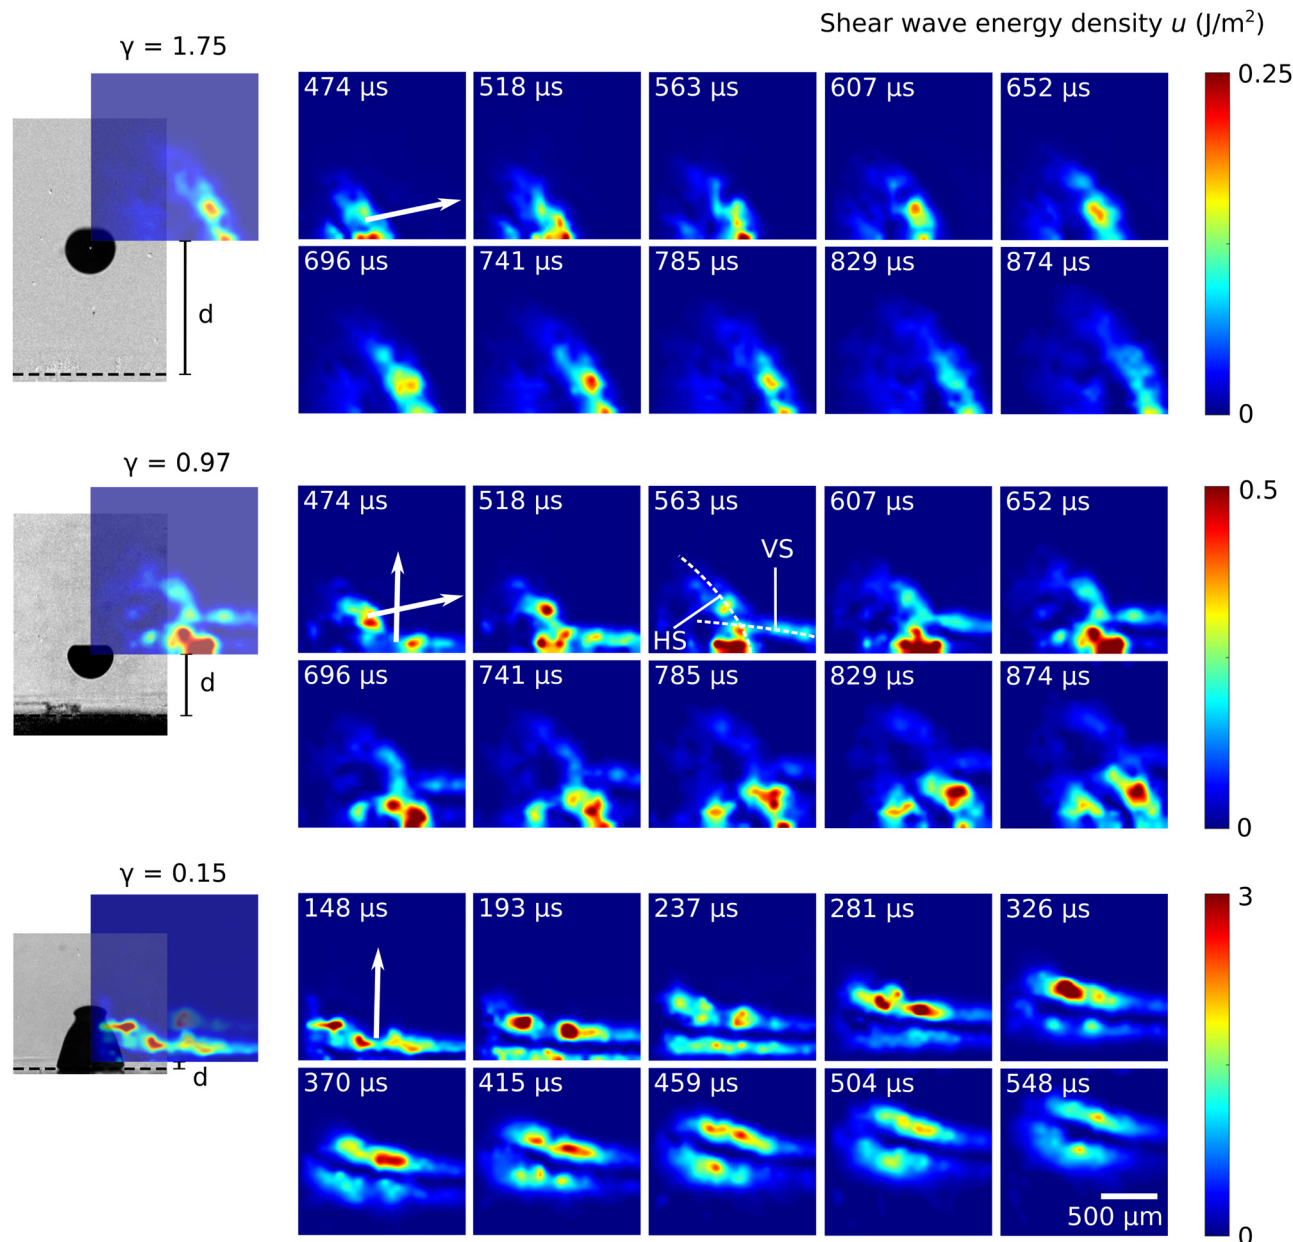 Shear wave energy density u (J/m²)
γ = 1.75
d
474 μs 518 μs 563 μs 607 μs 652 μs
696 μs 741 μs 785 μs 829 μs 874 μs
0.25
0
γ = 0.97
d
474 μs 518 μs 563 μs 607 μs 652 μs
VS
HS
696 μs 741 μs 785 μs 829 μs 874 μs
0.5
0
γ = 0.15
d
148 μs 193 μs 237 μs 281 μs 326 μs
370 μs 415 μs 459 μs 504 μs 548 μs
500 μm
3
0